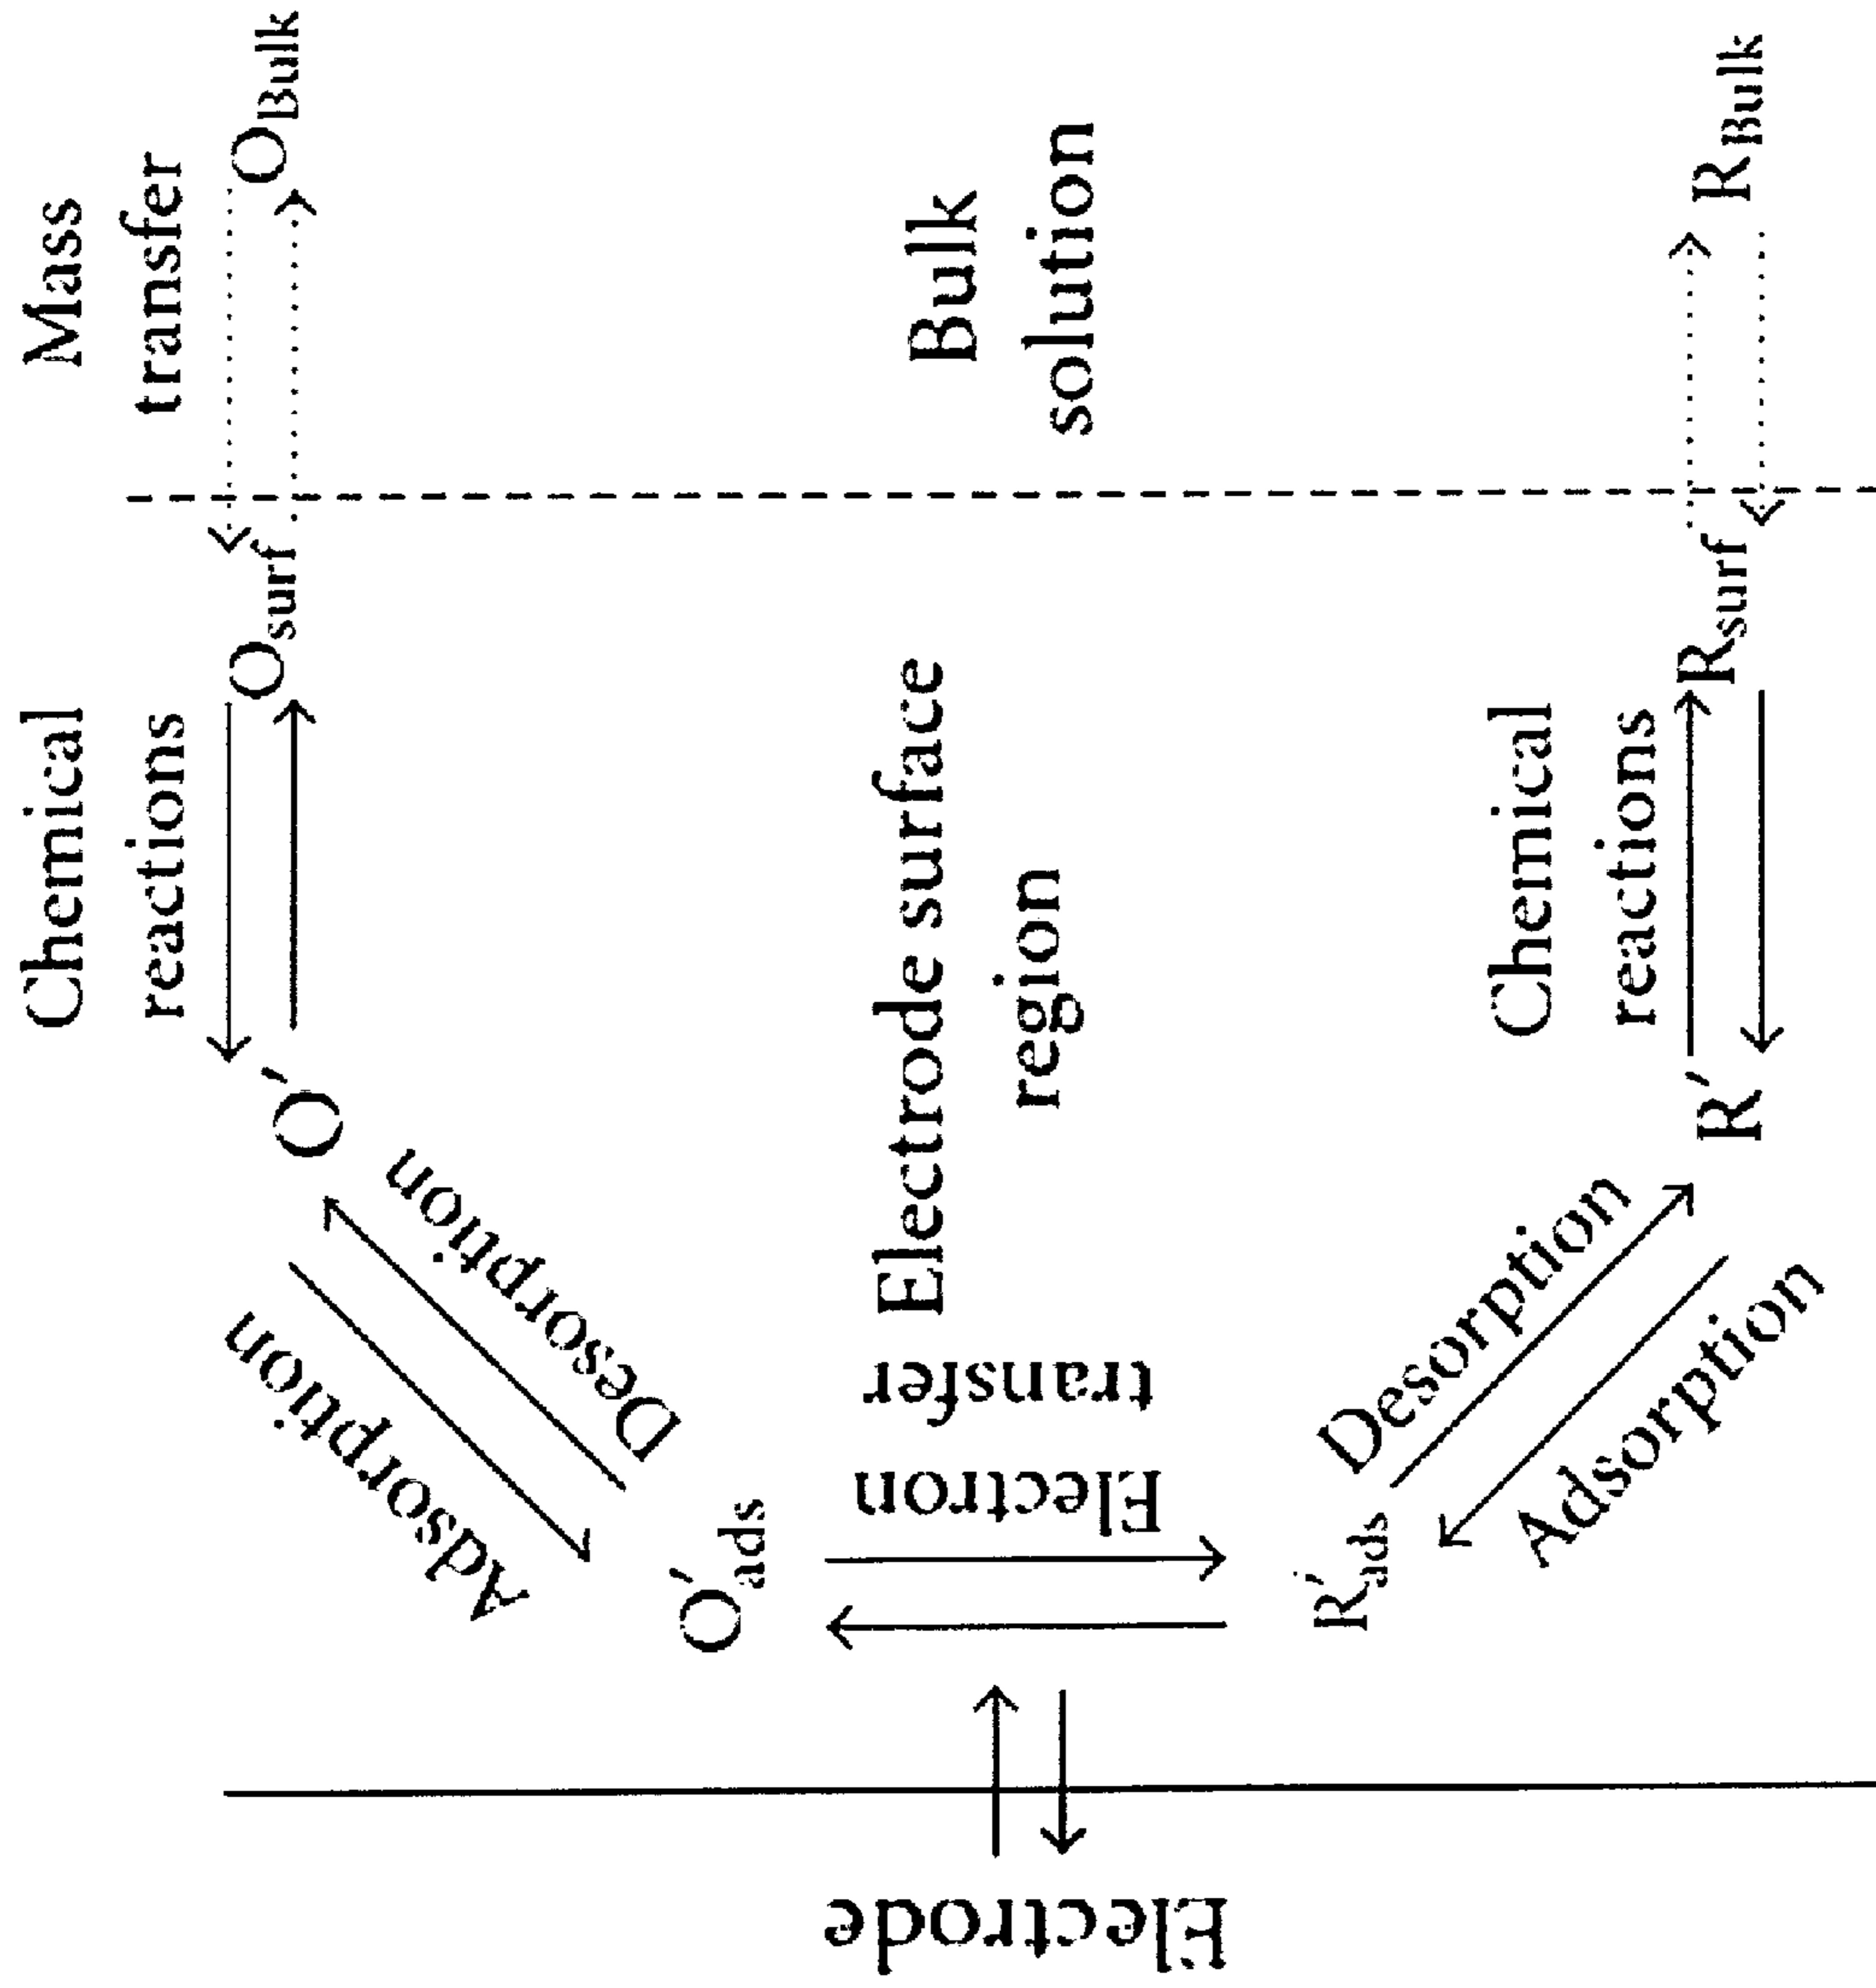 Mass
transfer
O_Bulk
Chemical
reactions
O_surf
O′
Adsorption
Desorption
O′_ads
Electron
transfer
Electrode
Electrode surface
region
Bulk
solution
R′_ads
Desorption
Adsorption
R′
Chemical
reactions
R_surf
R_Bulk